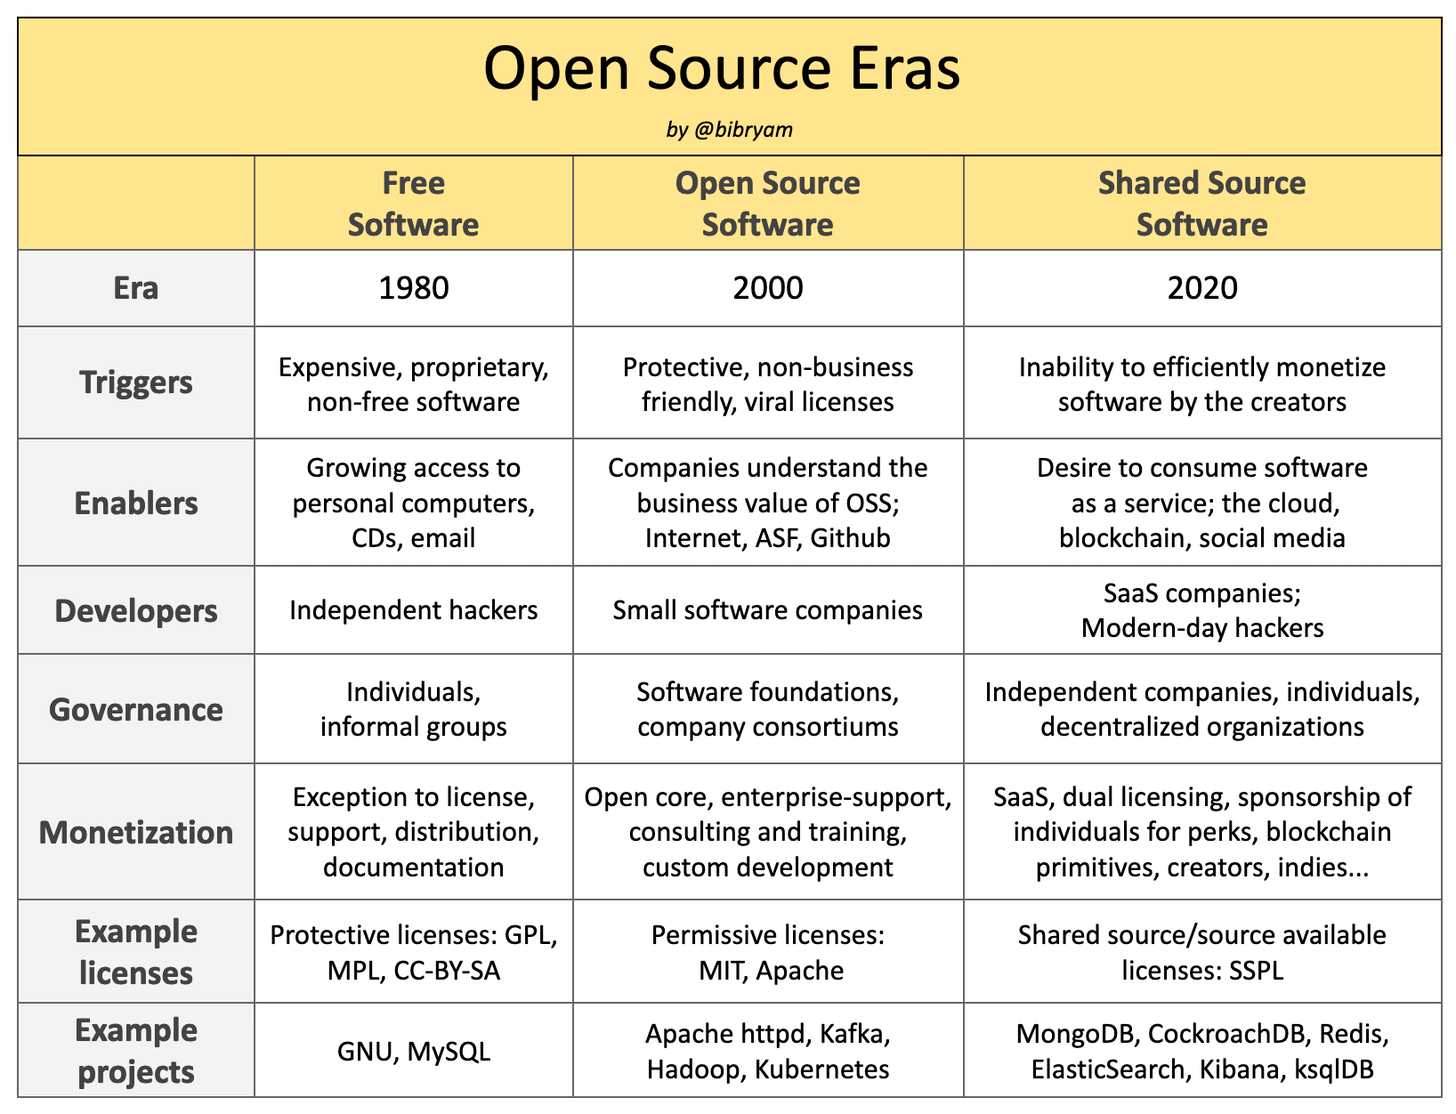 Open Source Eras
by @bibryam
Free
Software
Open Source
Software
Shared Source
Software
Era
1980
2000
2020
Triggers
Expensive, proprietary,
non-free software
Protective, non-business
friendly, viral licenses
Inability to efficiently monetize
software by the creators
Enablers
Growing access to
personal computers,
CDs, email
Companies understand the
business value of OSS;
Internet, ASF, Github
Desire to consume software
as a service; the cloud,
blockchain, social media
Developers
Independent hackers
Small software companies
SaaS companies;
Modern-day hackers
Governance
Individuals,
informal groups
Software foundations,
company consortiums
Independent companies, individuals,
decentralized organizations
Monetization
Exception to license,
support, distribution,
documentation
Open core, enterprise-support,
consulting and training,
custom development
SaaS, dual licensing, sponsorship of
individuals for perks, blockchain
primitives, creators, indies...
Example
licenses
Protective licenses: GPL,
MPL, CC-BY-SA
Permissive licenses:
MIT, Apache
Shared source/source available
licenses: SSPL
Example
projects
GNU, MySQL
Apache httpd, Kafka,
Hadoop, Kubernetes
MongoDB, CockroachDB, Redis,
ElasticSearch, Kibana, ksqlDB